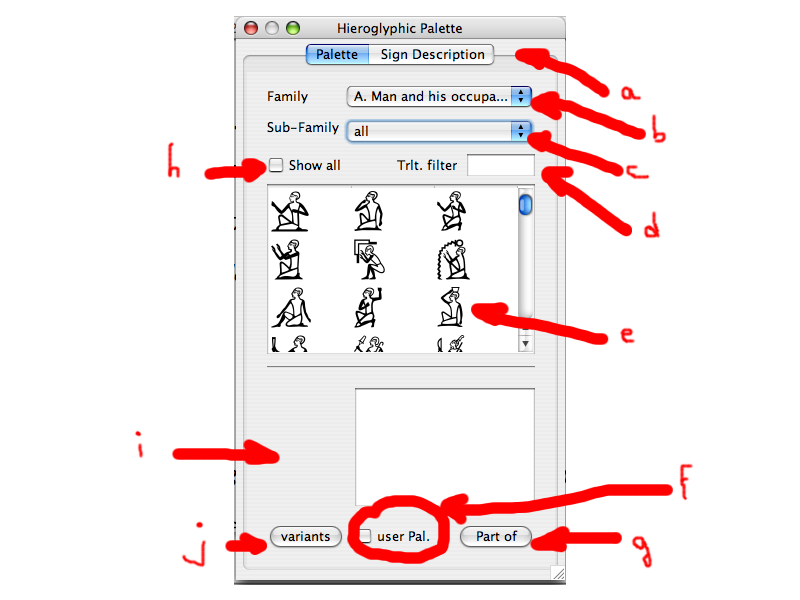 Hieroglyphic Palette
Palette Sign Description
a
Family A. Man and his occupa...
b
Sub-Family all
c
h
Show all Trlt. filter
d
e
i
f
variants user Pal. Part of
j
g